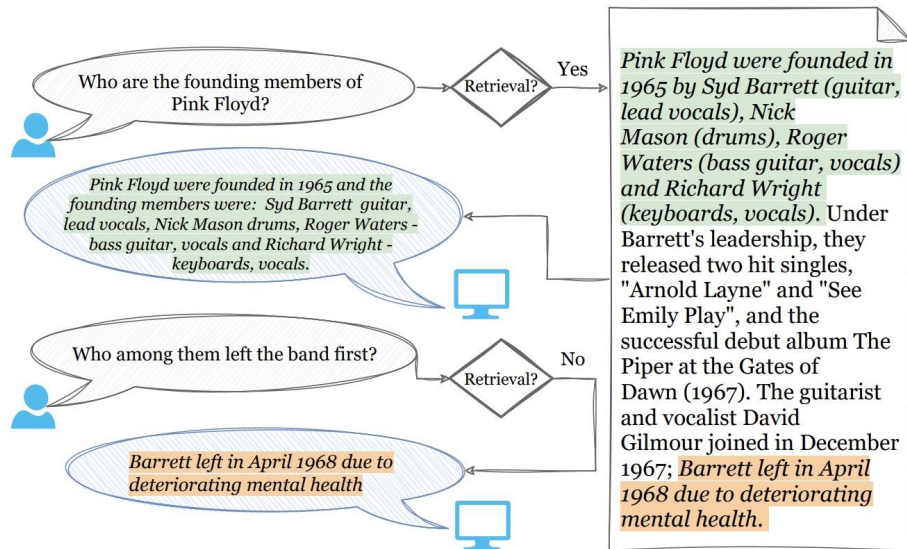 Who are the founding members of
Pink Floyd?
Retrieval?
Yes
Pink Floyd were founded in 1965 and the
founding members were: Syd Barrett guitar,
lead vocals, Nick Mason drums, Roger Waters -
bass guitar, vocals and Richard Wright -
keyboards, vocals.
Who among them left the band first?
Retrieval?
No
Barrett left in April 1968 due to
deteriorating mental health
Pink Floyd were founded in
1965 by Syd Barrett (guitar,
lead vocals), Nick
Mason (drums), Roger
Waters (bass guitar, vocals)
and Richard Wright
(keyboards, vocals). Under
Barrett's leadership, they
released two hit singles,
"Arnold Layne" and "See
Emily Play", and the
successful debut album The
Piper at the Gates of
Dawn (1967). The guitarist
and vocalist David
Gilmour joined in December
1967; Barrett left in April
1968 due to deteriorating
mental health.